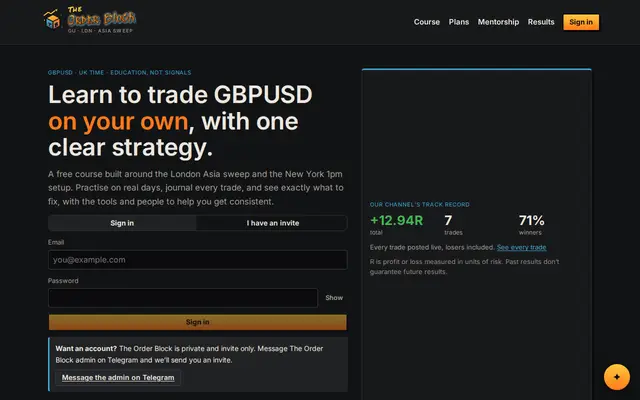 THE
Order Block
GU · LDN · ASIA SWEEP
Course
Plans
Mentorship
Results
Sign in
GBPUSD · UK TIME · EDUCATION, NOT SIGNALS
Learn to trade GBPUSD
on your own, with one
clear strategy.
A free course built around the London Asia sweep and the New York 1pm
setup. Practise on real days, journal every trade, and see exactly what to
fix, with the tools and people to help you get consistent.
Sign in
I have an invite
Email
you@example.com
Password
Show
Sign in
Want an account? The Order Block is private and invite only. Message The Order
Block admin on Telegram and we'll send you an invite.
Message the admin on Telegram
OUR CHANNEL'S TRACK RECORD
+12.94R
7
71%
total
trades
winners
Every trade posted live, losers included. See every trade
R is profit or loss measured in units of risk. Past results don't
guarantee future results.